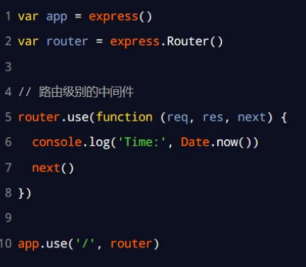 1 var app = express()
2 var router = express.Router()
3
4 // 路由级别的中间件
5 router.use(function (req, res, next) {
6   console.log('Time:', Date.now())
7   next()
8 })
9
10 app.use('/', router)